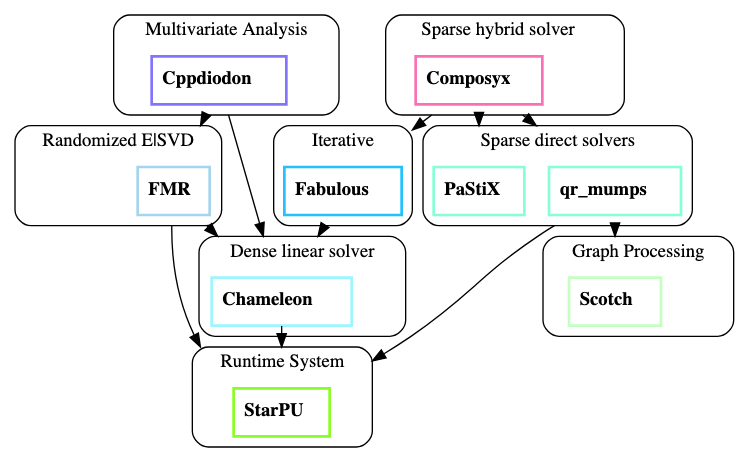 Multivariate Analysis
Cppdiodon
Sparse hybrid solver
Composyx
Randomized E|SVD
FMR
Iterative
Fabulous
Sparse direct solvers
PaStiX
qr_mumps
Dense linear solver
Chameleon
Graph Processing
Scotch
Runtime System
StarPU